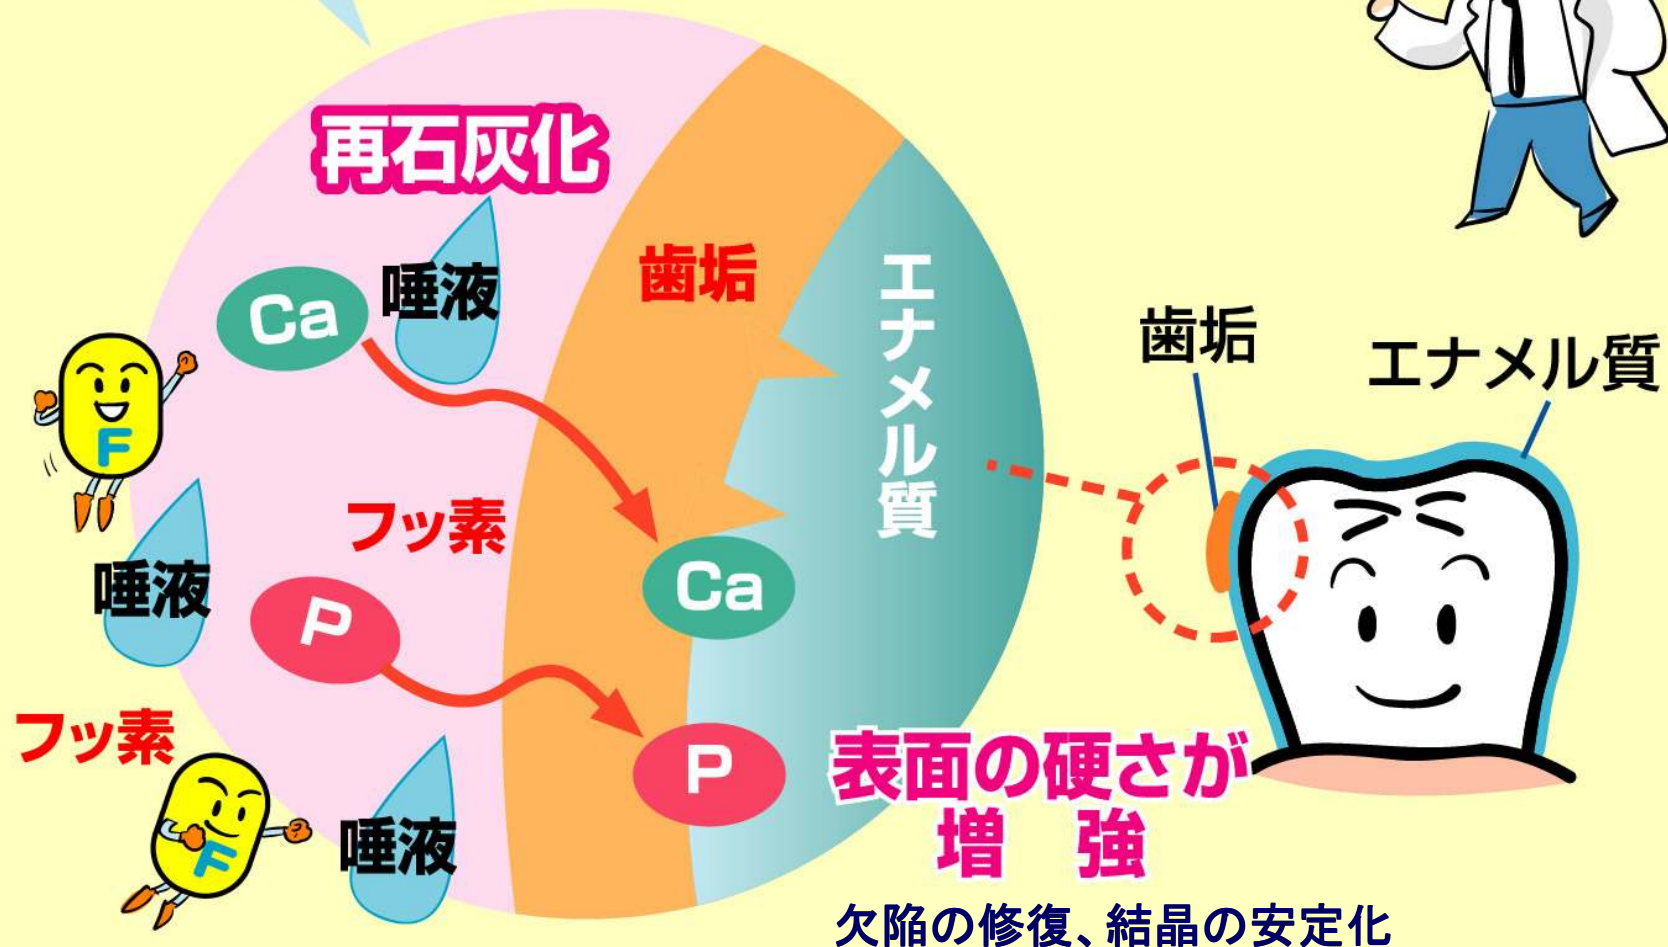 再石灰化
Ca
唾液
歯垢
エナメル質
歯垢
エナメル質
F
フッ素
唾液
Ca
P
フッ素
P
表面の硬さが
増 強
F
唾液
欠陥の修復、結晶の安定化